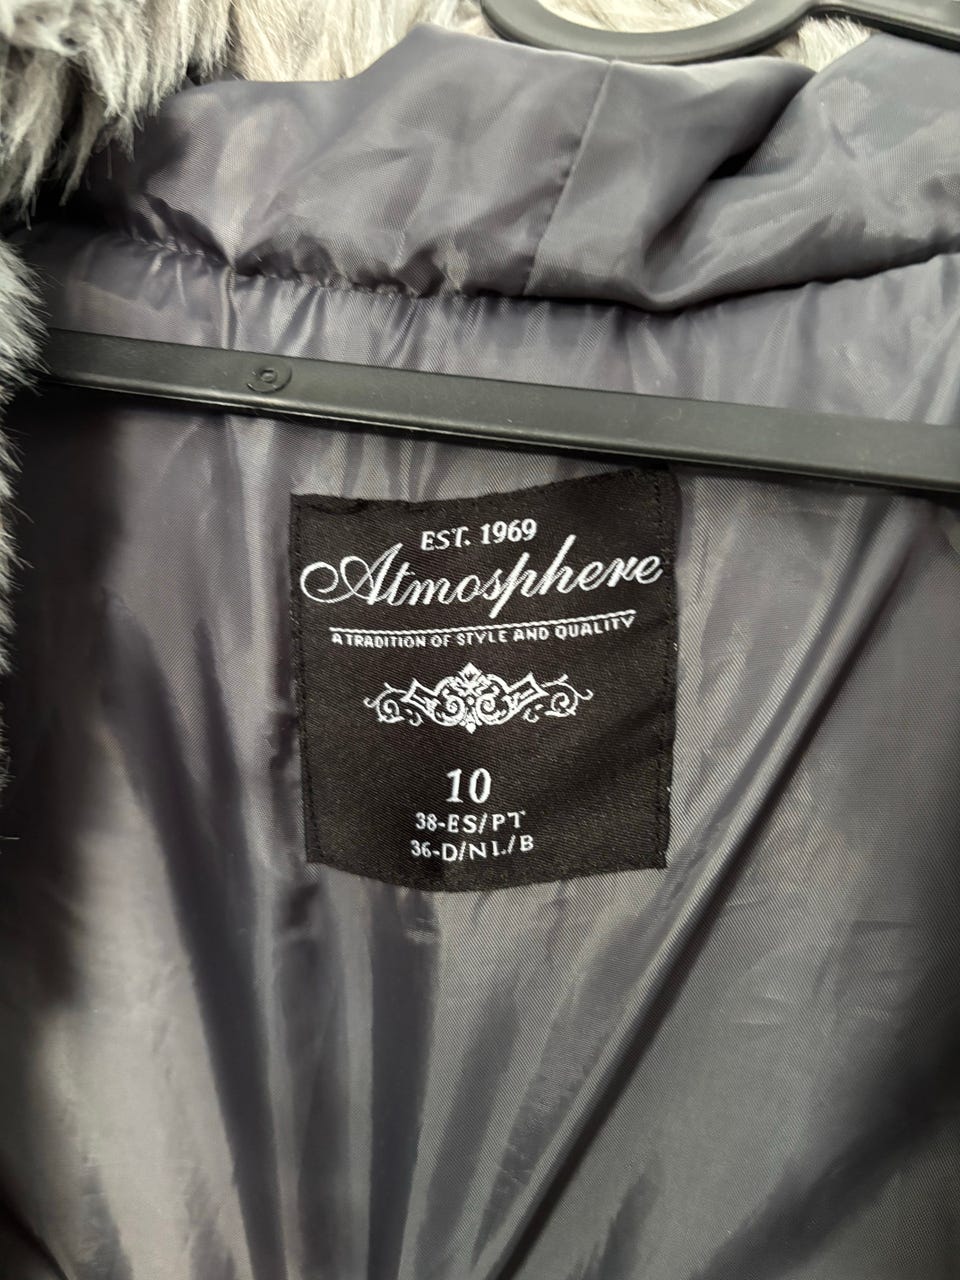 EST. 1969
Atmosphere
A TRADITION OF STYLE AND QUALITY
10
38-ES/PT
36-D/NL/B